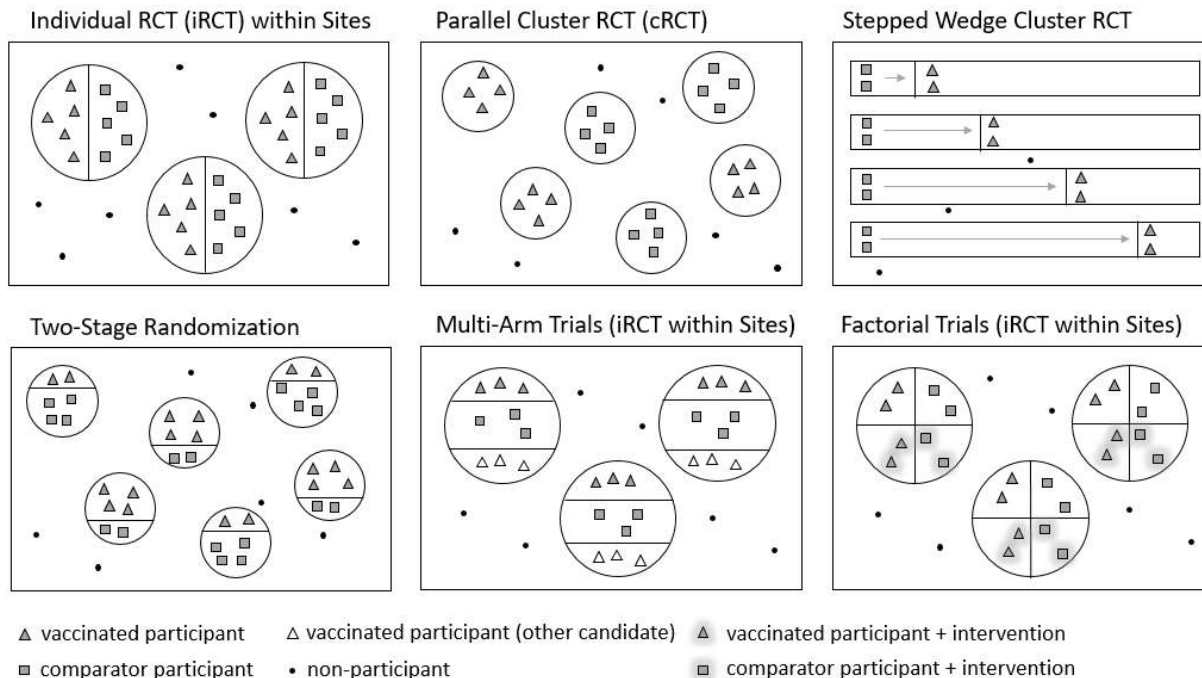 Individual RCT (iRCT) within Sites
Parallel Cluster RCT (cRCT)
Stepped Wedge Cluster RCT
Two-Stage Randomization
Multi-Arm Trials (iRCT within Sites)
Factorial Trials (iRCT within Sites)
vaccinated participant
vaccinated participant (other candidate)
vaccinated participant + intervention
comparator participant
non-participant
comparator participant + intervention